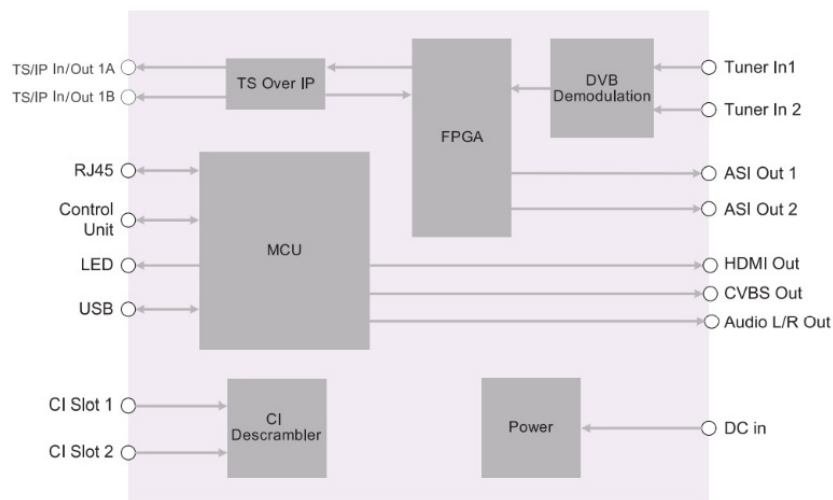 TS/IP In/Out 1A
TS/IP In/Out 1B
TS Over IP
FPGA
DVB
Demodulation
Tuner In1
Tuner In 2
RJ45
Control
Unit
LED
USB
MCU
ASI Out 1
ASI Out 2
HDMI Out
CVBS Out
Audio L/R Out
CI Slot 1
CI Slot 2
CI
Descrambler
Power
DC in